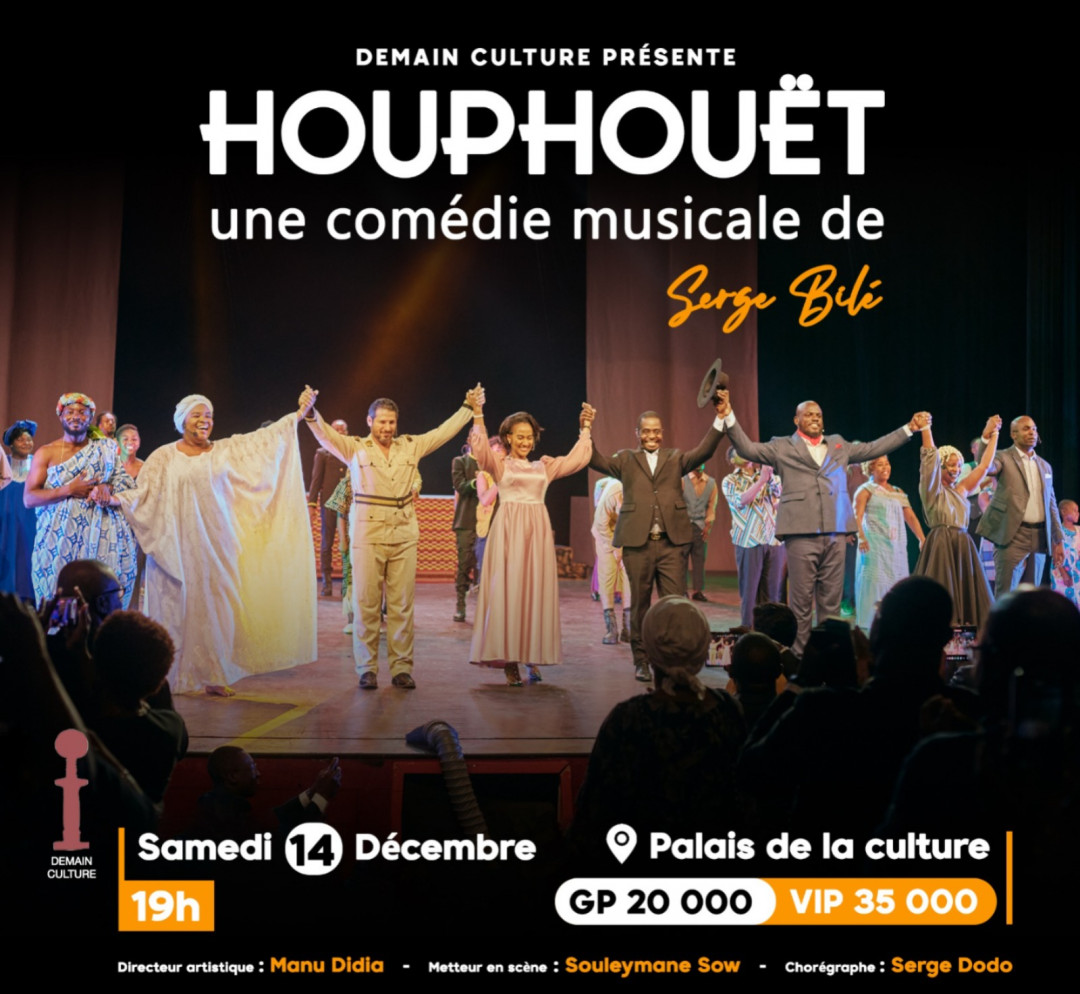 DEMAIN CULTURE PRÉSENTE
HOUPHOUËT
une comédie musicale de
Serge Bilé
DEMAIN
CULTURE
Samedi 14 Décembre
19h
Palais de la culture
GP 20 000 VIP 35 000
Directeur artistique : Manu Didia - Metteur en scène : Souleymane Sow - Chorégraphe : Serge Dodo